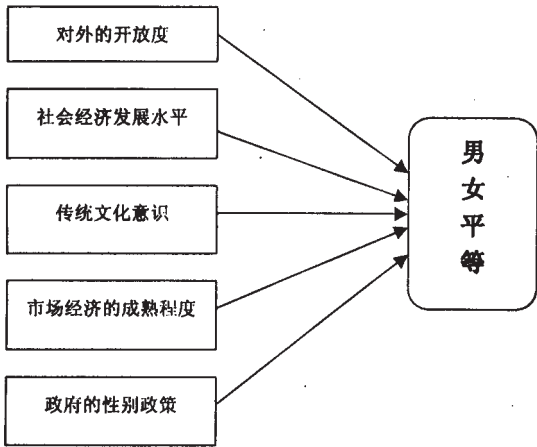 对外的开放度
社会经济发展水平
传统文化意识
市场经济的成熟程度
政府的性别政策
男
女
平
等